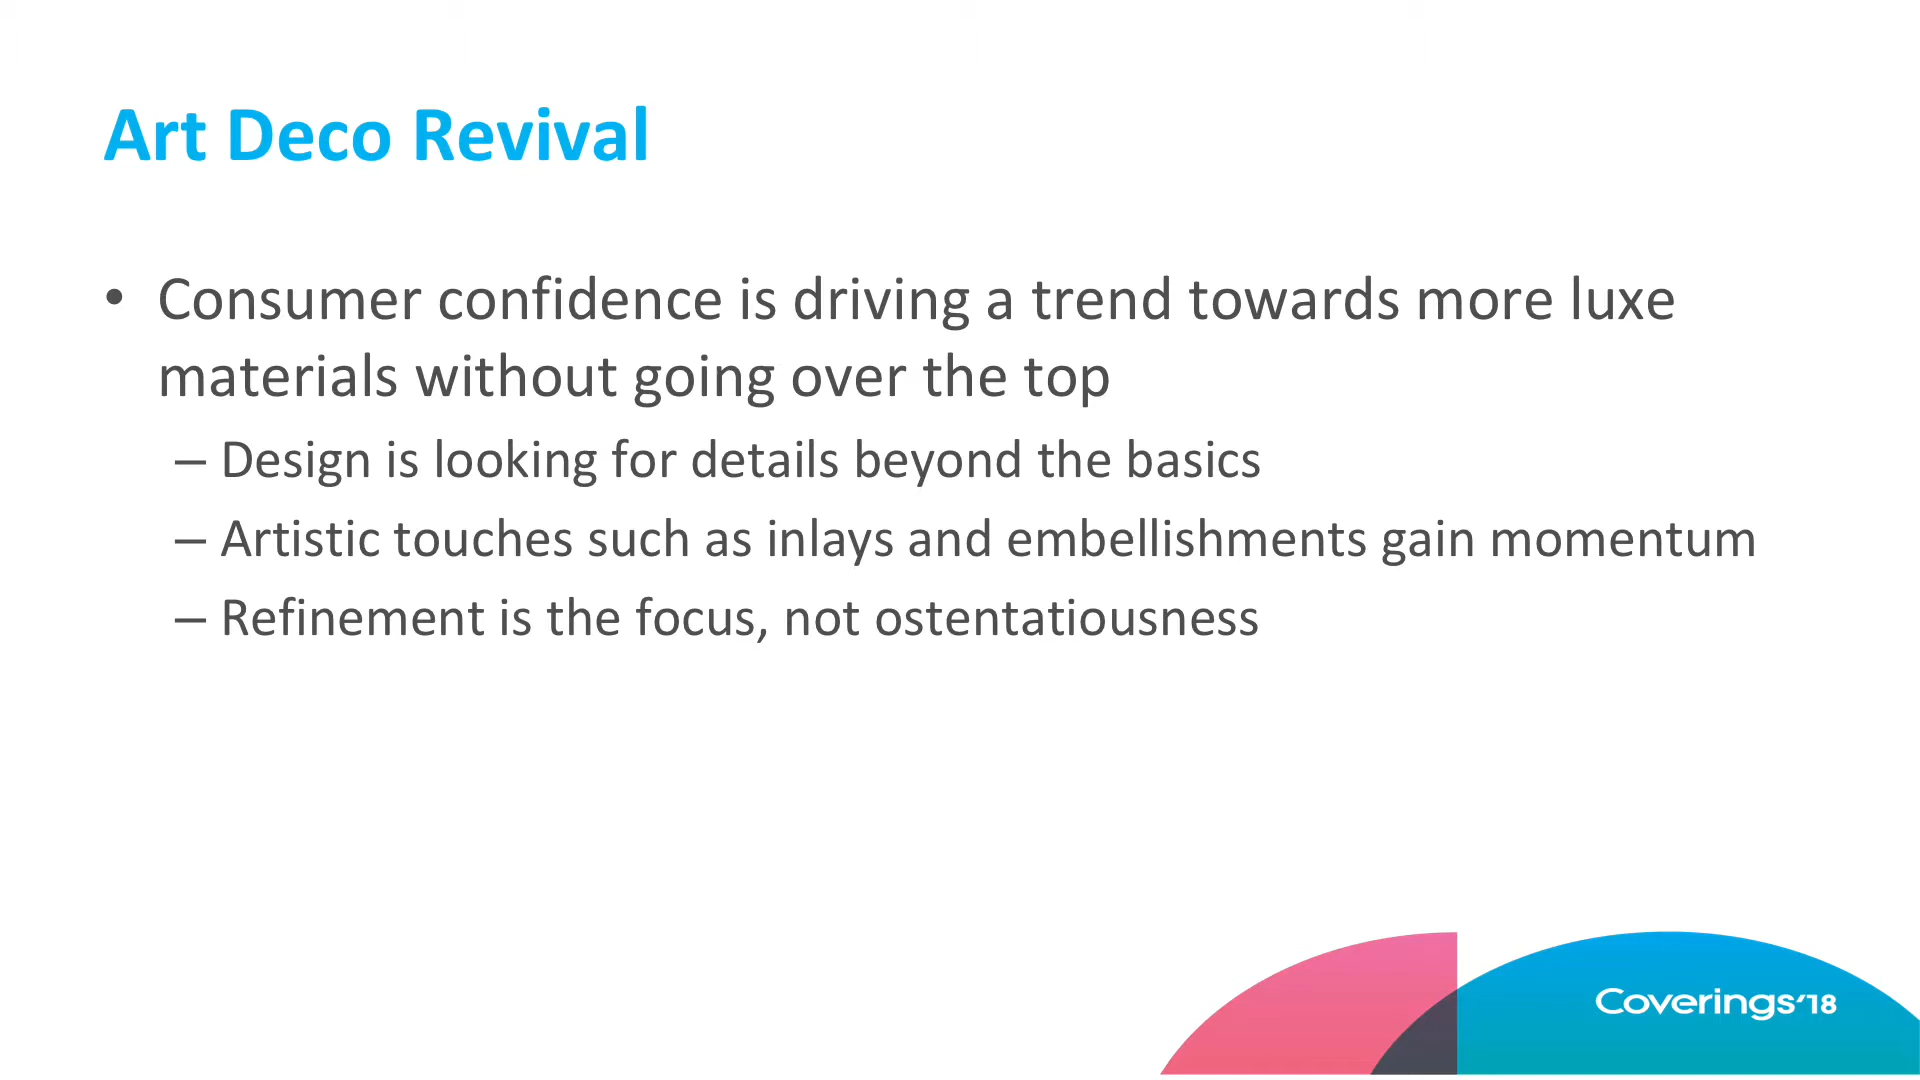 Art Deco Revival
• Consumer confidence is driving a trend towards more luxe
materials without going over the top
– Design is looking for details beyond the basics
– Artistic touches such as inlays and embellishments gain momentum
– Refinement is the focus, not ostentatiousness
Coverings'18